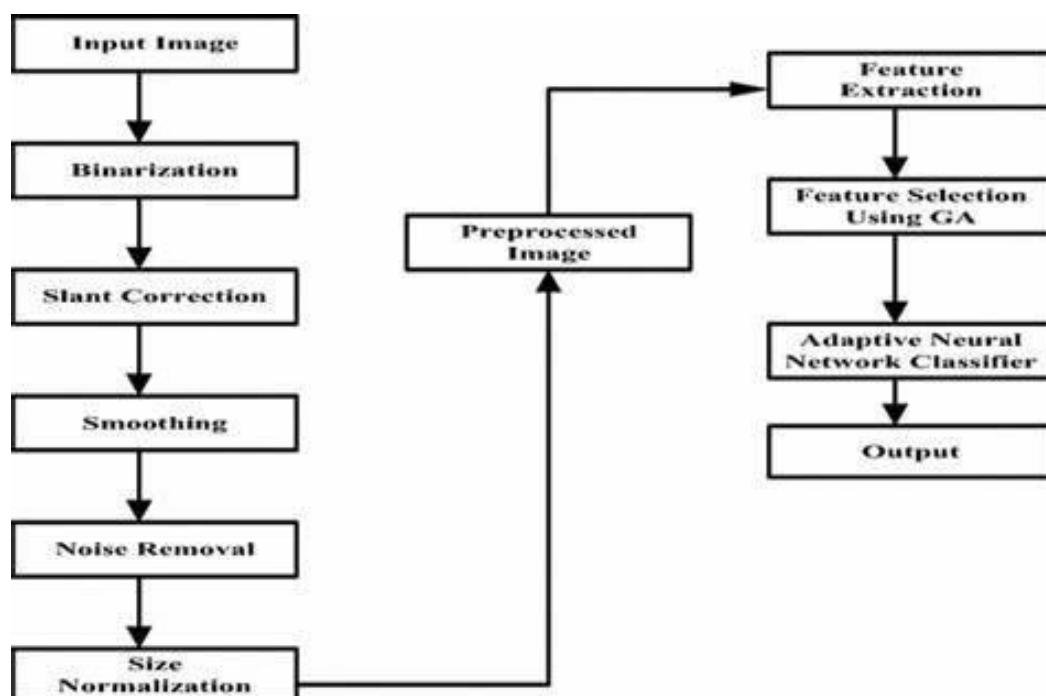 Input Image
Binarization
Slant Correction
Smoothing
Noise Removal
Size
Normalization
Preprocessed
Image
Feature
Extraction
Feature Selection
Using GA
Adaptive Neural
Network Classifier
Output